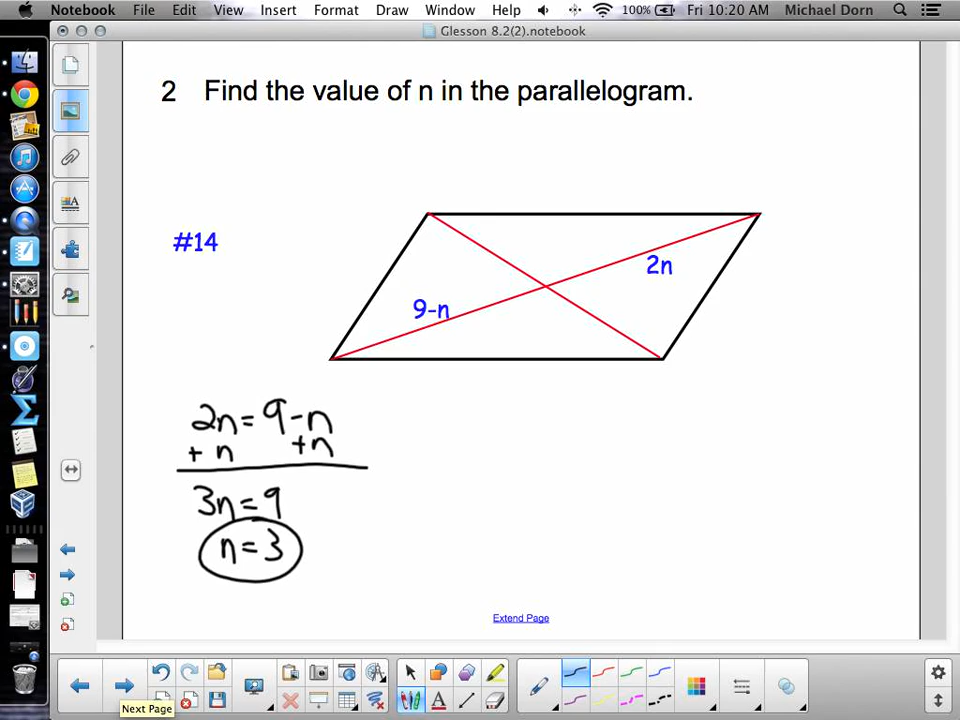 Notebook File Edit View Insert Format Draw Window Help 100% Fri 10:20 AM Michael Dorn
Glesson 8.2(2).notebook
2 Find the value of n in the parallelogram.
#14
2n
9-n
2n = 9-n
+ n +n
3n = 9
n = 3
Extend Page
Next Page